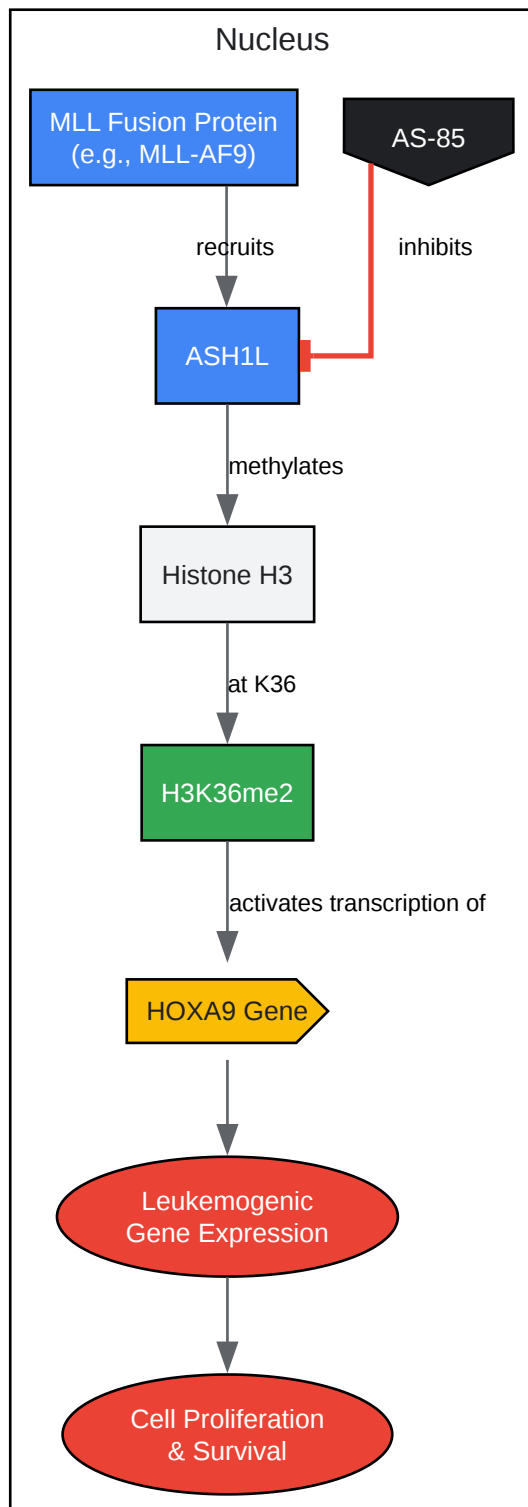 Nucleus
MLL Fusion Protein
(e.g., MLL-AF9)
AS-85
recruits
inhibits
ASH1L
methylates
Histone H3
at K36
H3K36me2
activates transcription of
HOXA9 Gene
Leukemogenic
Gene Expression
Cell Proliferation
& Survival